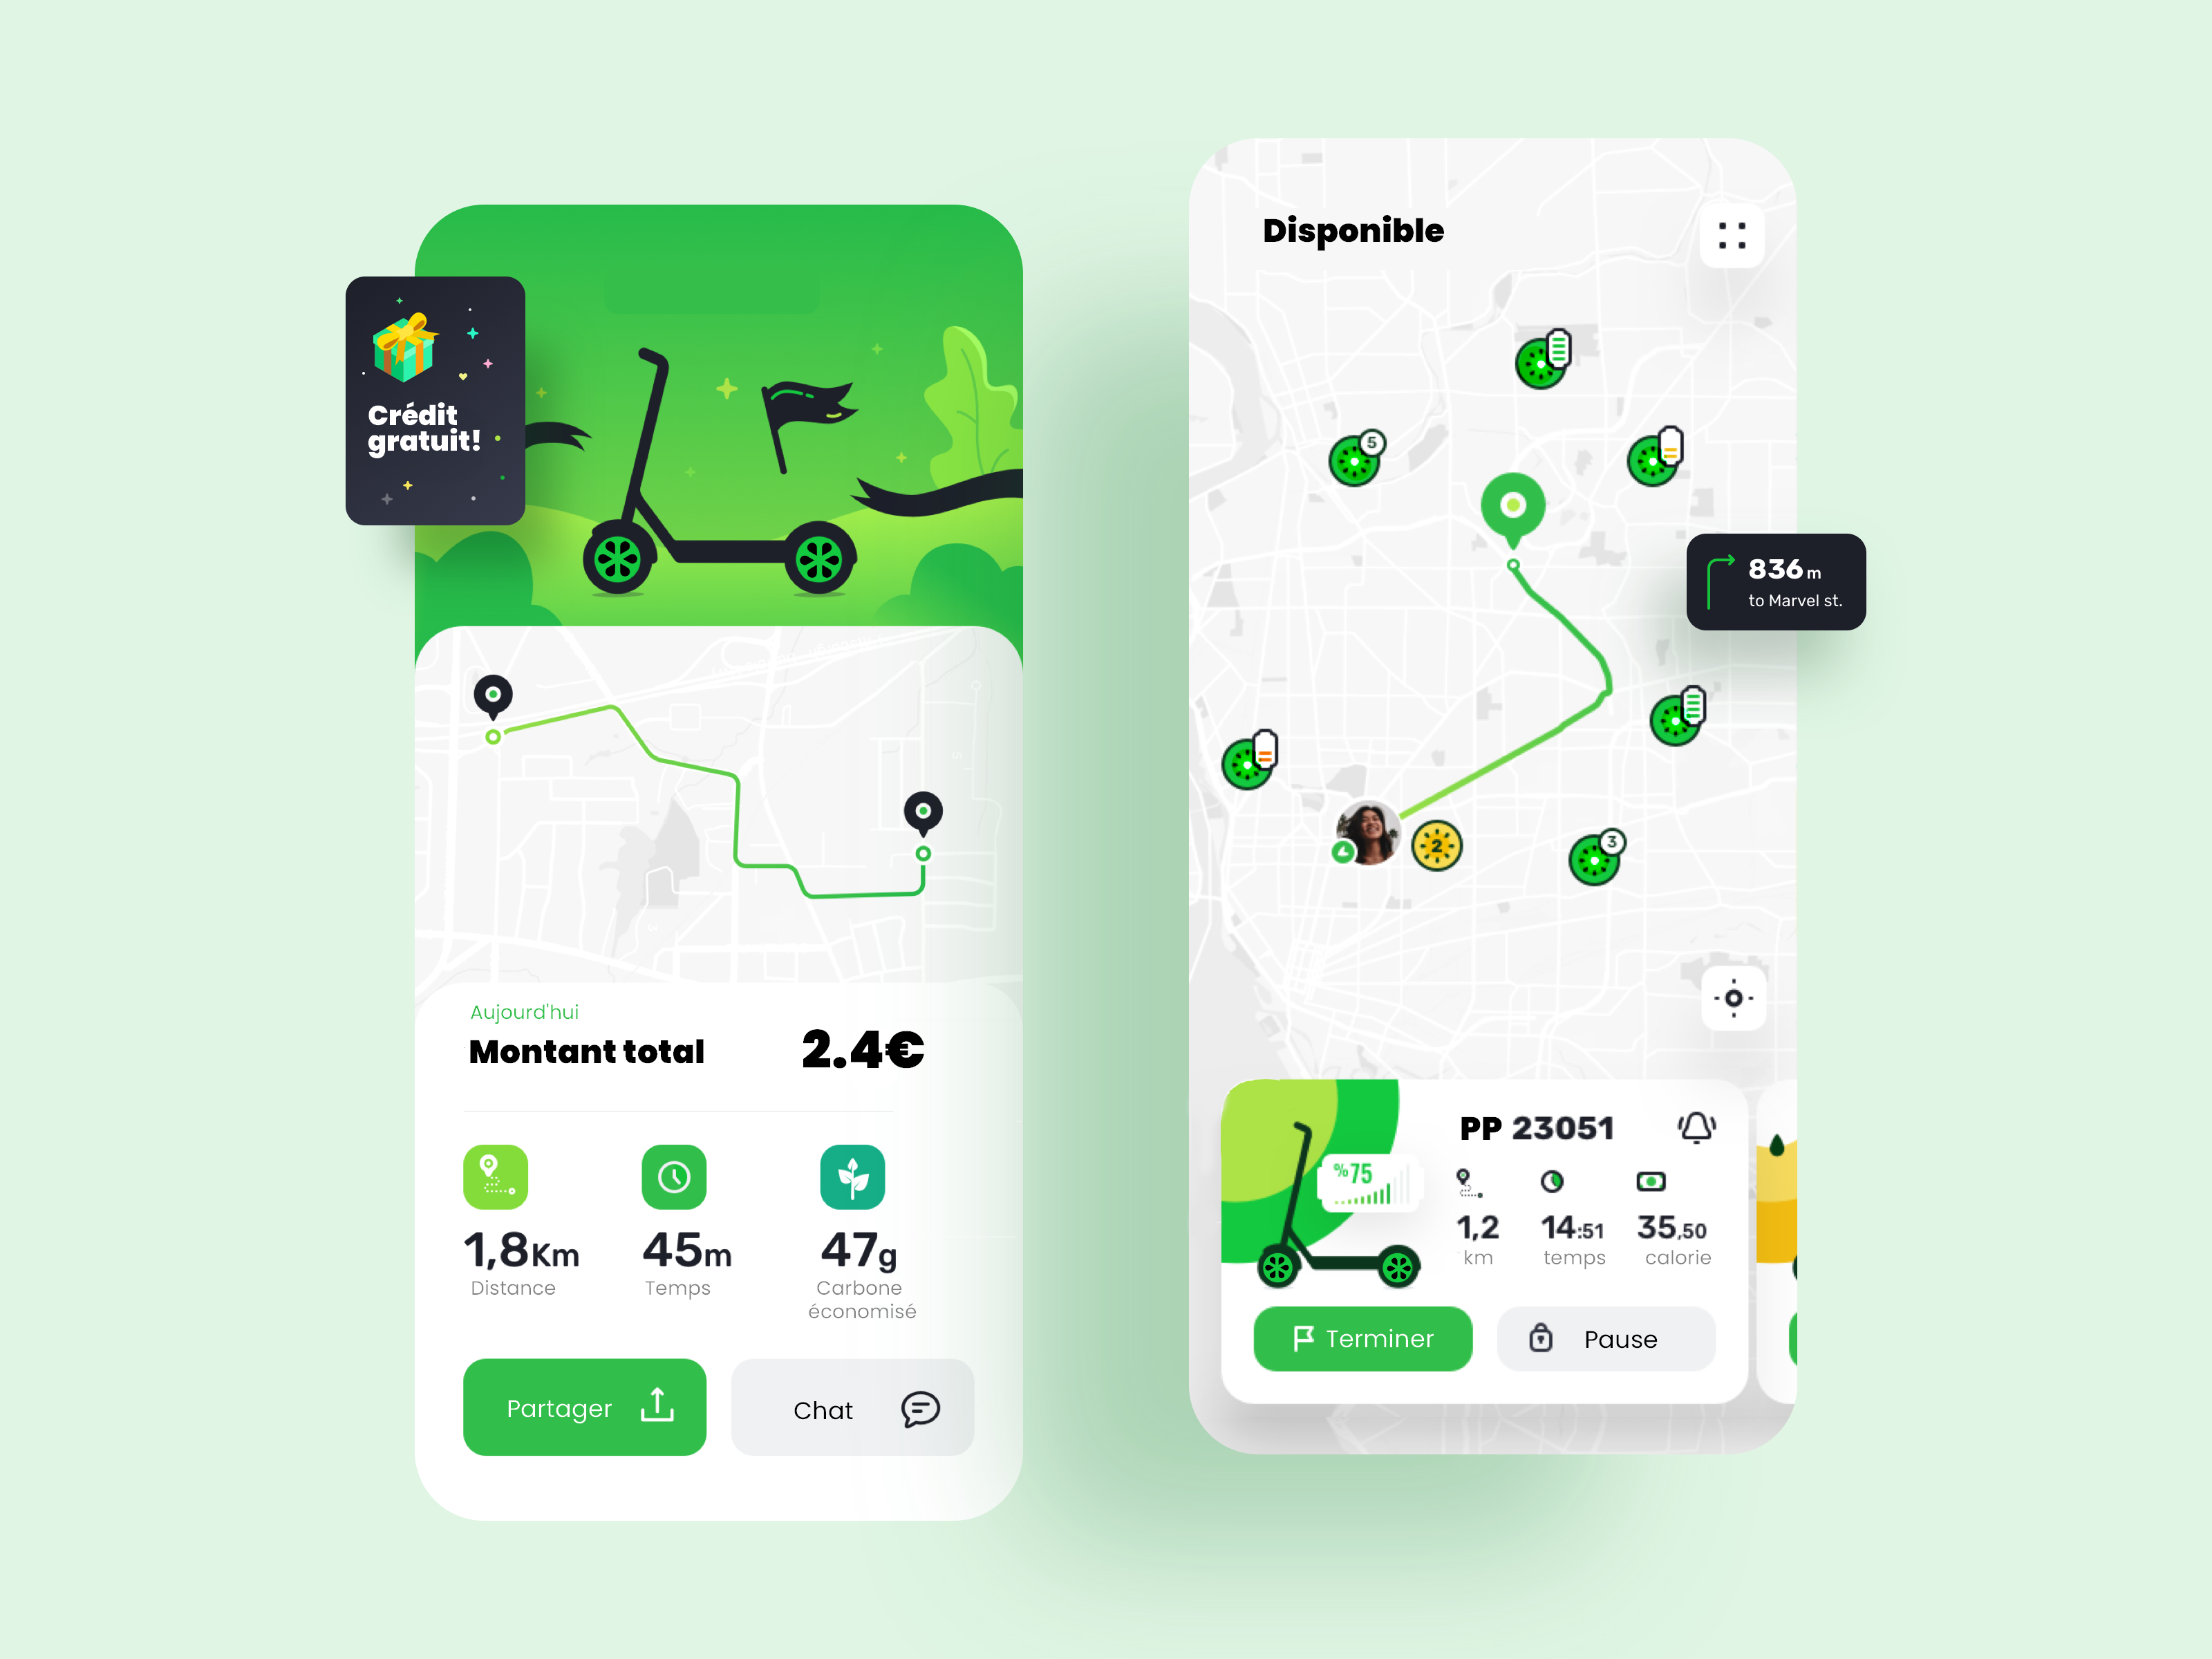 Crédit
gratuit!
Aujourd'hui
Montant total
2.4€
1,8Km
45m
47g
Distance
Temps
Carbone
économisé
Partager
Chat
Disponible
5
836 m
to Marvel st.
2
3
PP 23051
%75
1,2
14:51
35,50
km
temps
calorie
Terminer
Pause